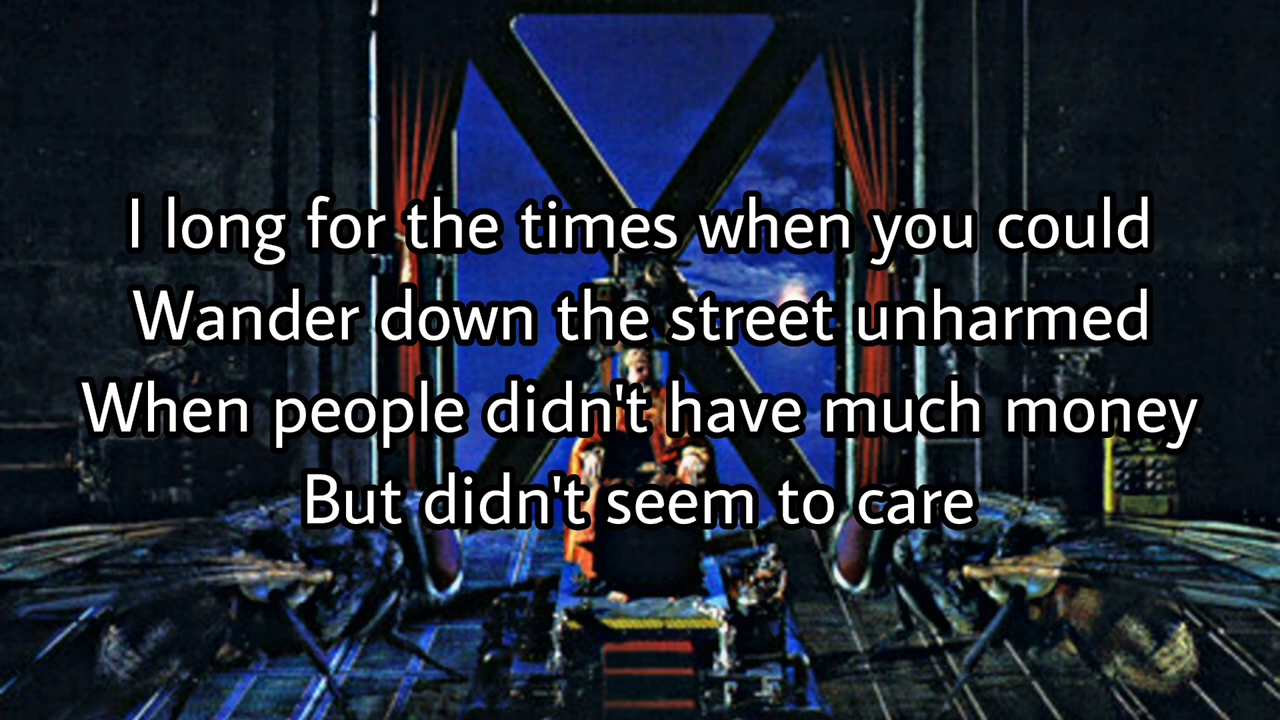 I long for the times when you could
Wander down the street unharmed
When people didn't have much money
But didn't seem to care